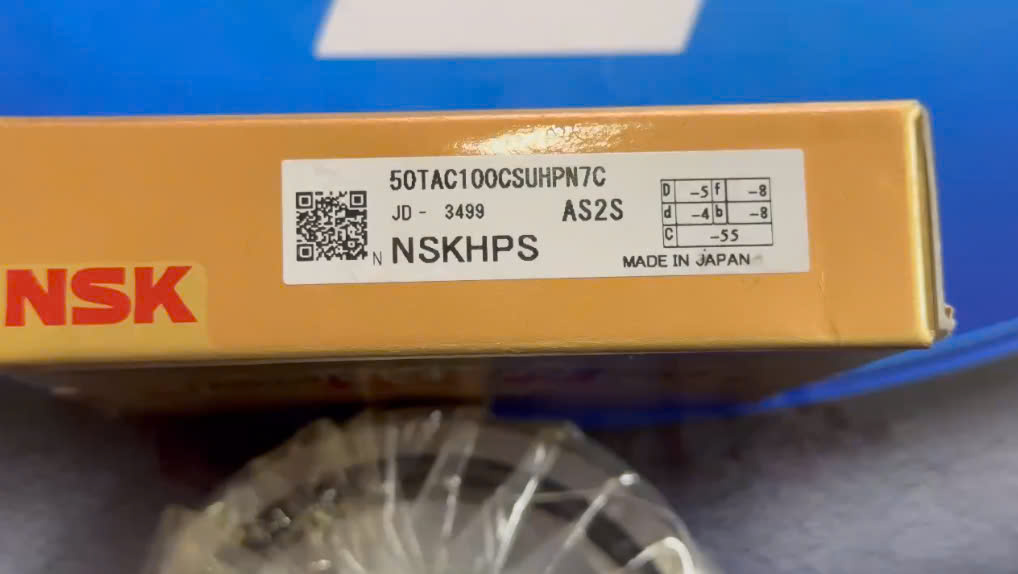 NSK
50TAC100CSUHPN7C
JD - 3499 AS2S
N NSKHPS
D -5 f -8
d -4 b -8
C -55
MADE IN JAPAN